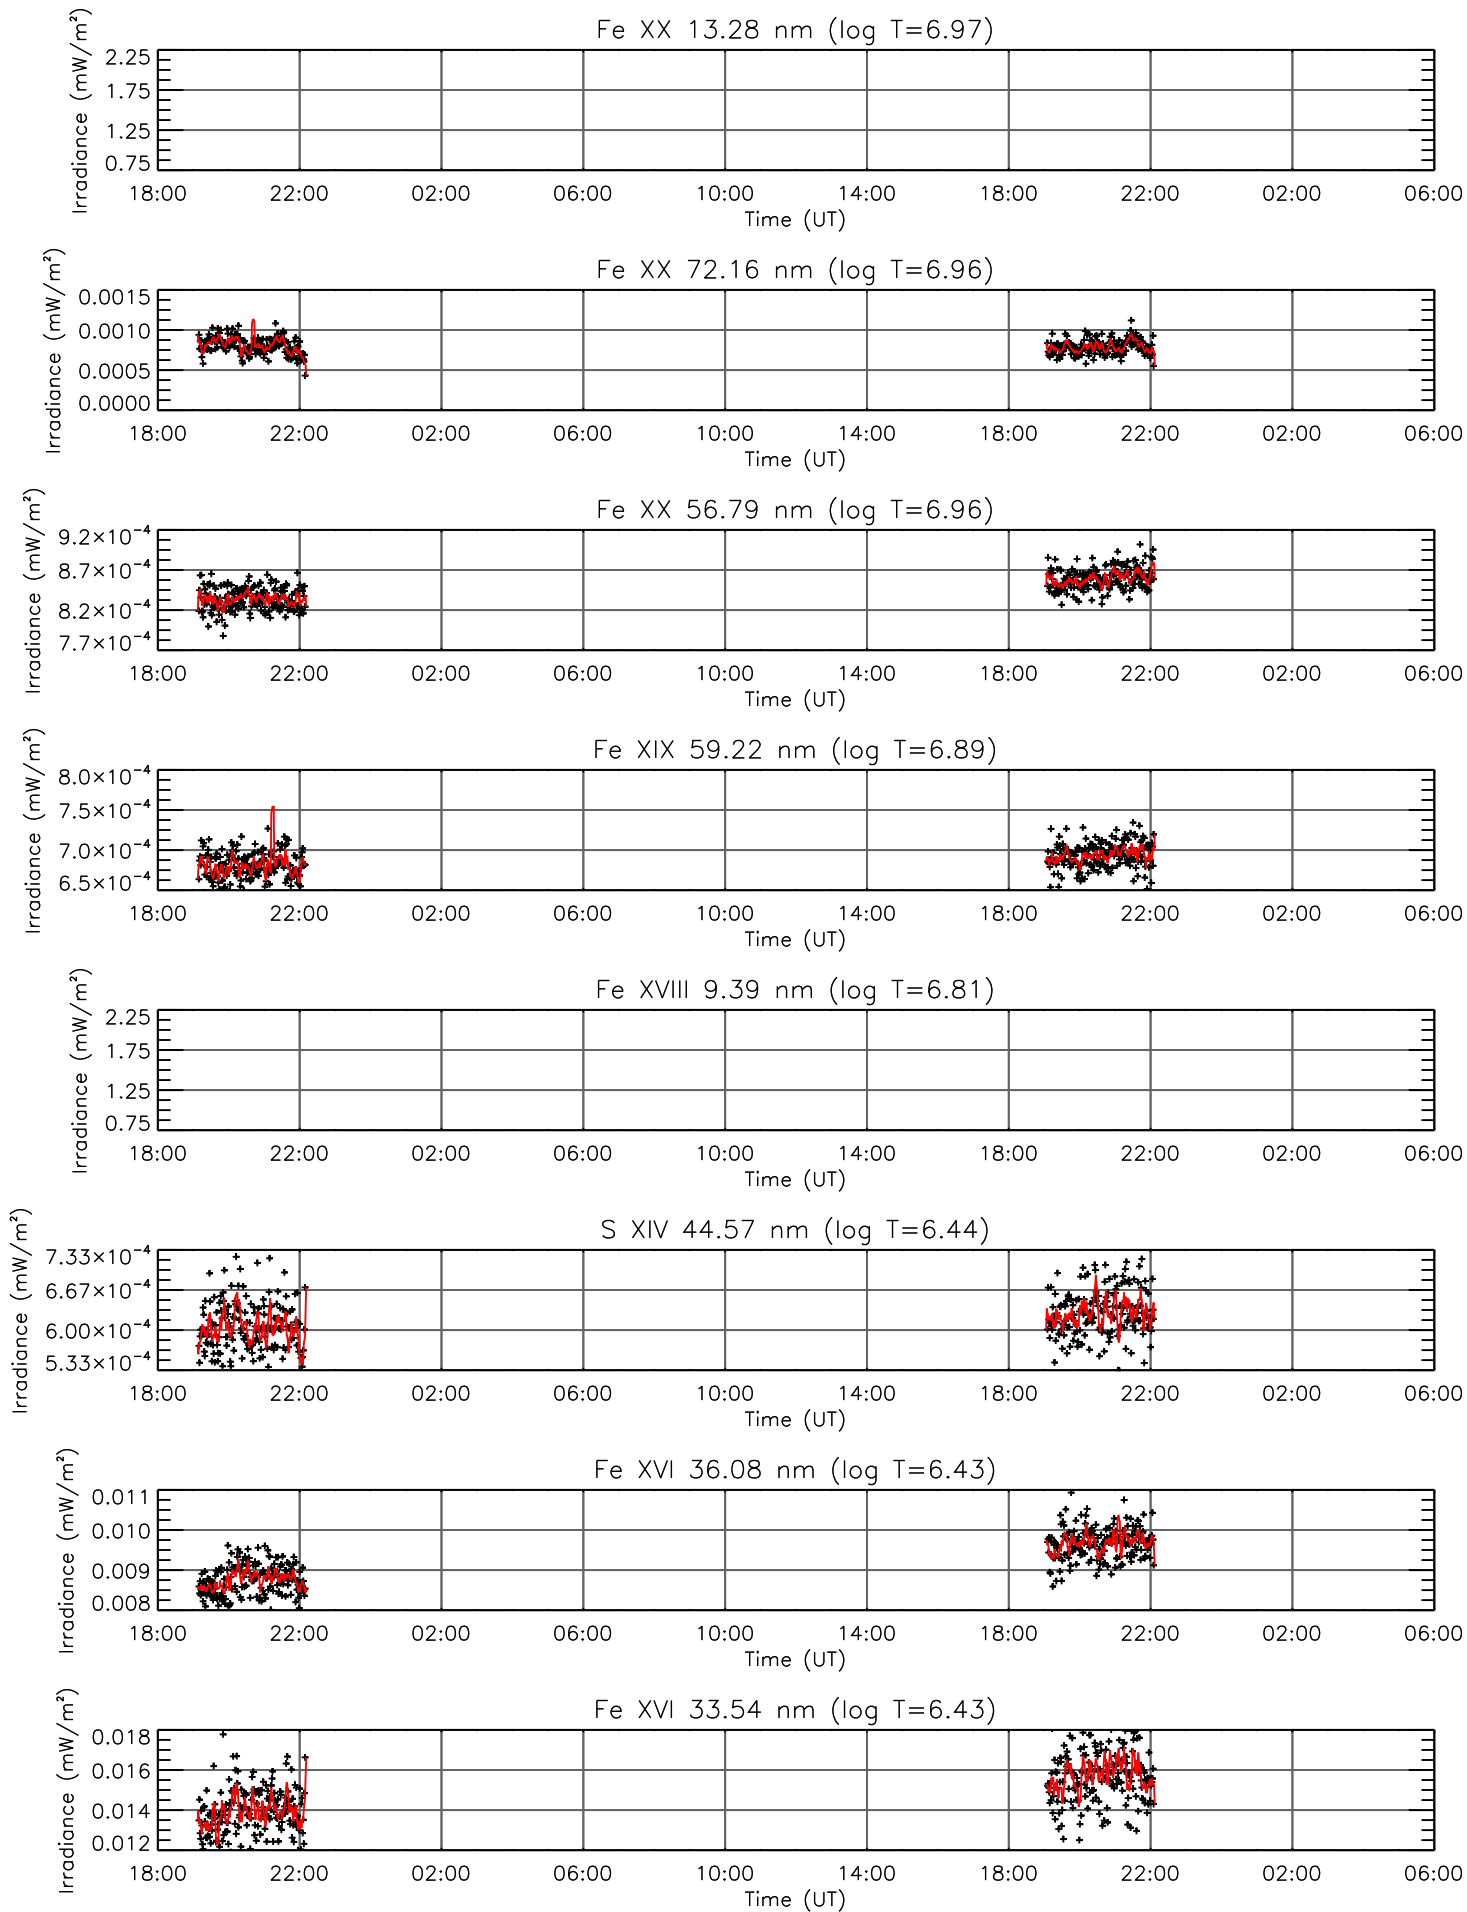 Fe XX 13.28 nm (log T=6.97)
Irradiance (mW/m²)
2.25
1.75
1.25
0.75
18:00 22:00 02:00 06:00 10:00 14:00 18:00 22:00 02:00 06:00
Time (UT)
Fe XX 72.16 nm (log T=6.96)
Irradiance (mW/m²)
0.0015
0.0010
0.0005
0.0000
18:00 22:00 02:00 06:00 10:00 14:00 18:00 22:00 02:00 06:00
Time (UT)
Fe XX 56.79 nm (log T=6.96)
Irradiance (mW/m²)
9.2×10⁻⁴
8.7×10⁻⁴
8.2×10⁻⁴
7.7×10⁻⁴
18:00 22:00 02:00 06:00 10:00 14:00 18:00 22:00 02:00 06:00
Time (UT)
Fe XIX 59.22 nm (log T=6.89)
Irradiance (mW/m²)
8.0×10⁻⁴
7.5×10⁻⁴
7.0×10⁻⁴
6.5×10⁻⁴
18:00 22:00 02:00 06:00 10:00 14:00 18:00 22:00 02:00 06:00
Time (UT)
Fe XVIII 9.39 nm (log T=6.81)
Irradiance (mW/m²)
2.25
1.75
1.25
0.75
18:00 22:00 02:00 06:00 10:00 14:00 18:00 22:00 02:00 06:00
Time (UT)
S XIV 44.57 nm (log T=6.44)
Irradiance (mW/m²)
7.33×10⁻⁴
6.67×10⁻⁴
6.00×10⁻⁴
5.33×10⁻⁴
18:00 22:00 02:00 06:00 10:00 14:00 18:00 22:00 02:00 06:00
Time (UT)
Fe XVI 36.08 nm (log T=6.43)
Irradiance (mW/m²)
0.011
0.010
0.009
0.008
18:00 22:00 02:00 06:00 10:00 14:00 18:00 22:00 02:00 06:00
Time (UT)
Fe XVI 33.54 nm (log T=6.43)
Irradiance (mW/m²)
0.018
0.016
0.014
0.012
18:00 22:00 02:00 06:00 10:00 14:00 18:00 22:00 02:00 06:00
Time (UT)